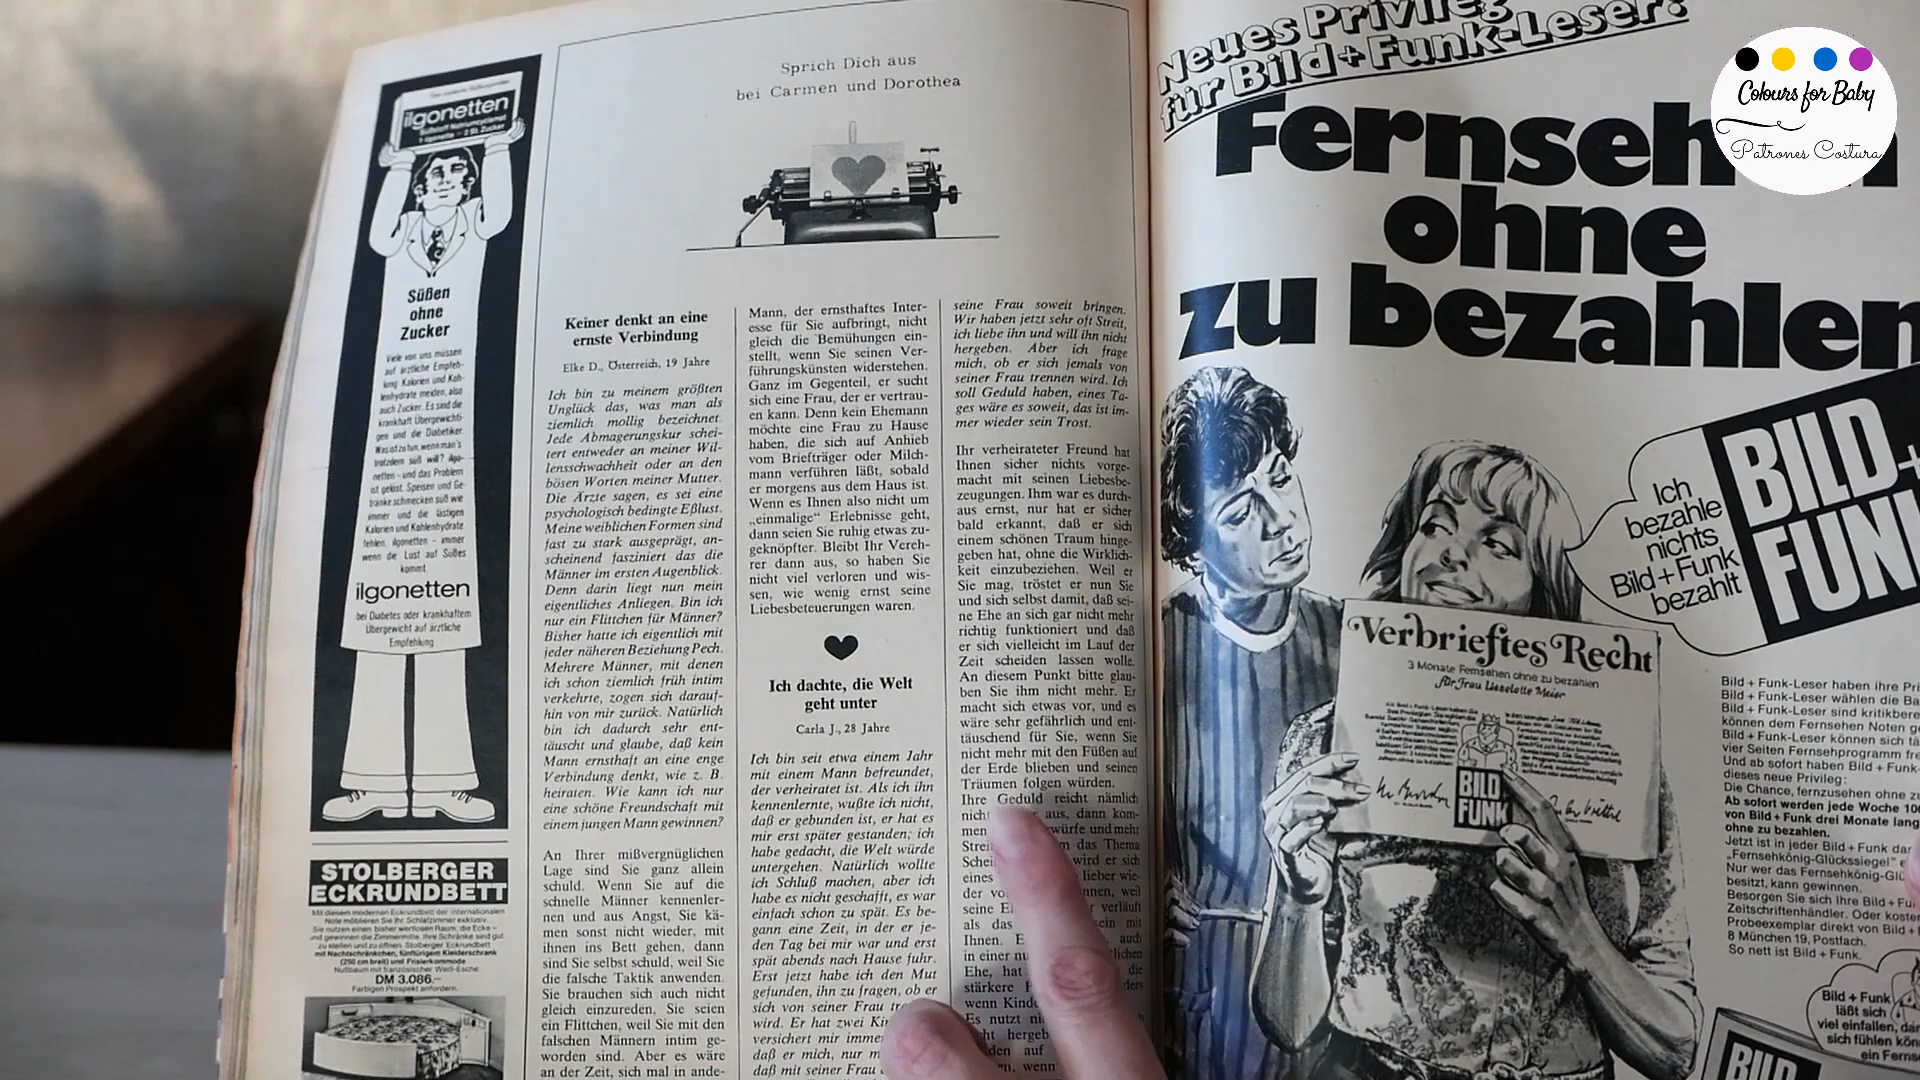 ilgonetten
Süßen
ohne
Zucker
Viele von uns müssen
auf ärztliche Empfeh-
lung Kalorien und Koh-
lenhydrate meiden, also
auch Zucker. Es sind die
krankhaft Übergewichti-
gen und die Diabetiker.
Was ist zu tun, wenn man's
trotzdem süß will? ilgo-
netten – und das Problem
ist gelöst. Speisen und Ge-
tränke schmecken süß wie
immer und die lästigen
Kalorien und Kohlenhydrate
fehlen. ilgonetten – immer
wenn die Lust auf Süßes
kommt.
ilgonetten
bei Diabetes oder krankhaftem
Übergewicht auf ärztliche
Empfehlung
STOLBERGER
ECKRUNDBETT
Mit diesem modernen Eckrundbett der internationalen
Note möblieren Sie Ihr Schlafzimmer exklusiv.
Sie nutzen einen bisher wertlosen Raum, die Ecke –
und gewinnen die Zimmermitte. Ihre Schränke sind gut
zu stellen und zu öffnen. Stolberger Eckrundbett
mit Nachtschränkchen, fünftürigem Kleiderschrank
(250 cm breit) und Frisierkommode
Nußbaum mit französischer Weiß-Esche.
DM 3.086.–
Farbigen Prospekt anfordern.
Sprich Dich aus
bei Carmen und Dorothea
Keiner denkt an eine
ernste Verbindung
Elke D., Österreich, 19 Jahre
Ich bin zu meinem größten
Unglück das, was man als
ziemlich mollig bezeichnet.
Jede Abmagerungskur schei-
tert entweder an meiner Wil-
lensschwachheit oder an den
bösen Worten meiner Mutter.
Die Ärzte sagen, es sei eine
psychologisch bedingte Eßlust.
Meine weiblichen Formen sind
fast zu stark ausgeprägt, an-
scheinend fasziniert das die
Männer im ersten Augenblick.
Denn darin liegt nun mein
eigentliches Anliegen. Bin ich
nur ein Flittchen für Männer?
Bisher hatte ich eigentlich mit
jeder näheren Beziehung Pech.
Mehrere Männer, mit denen
ich schon ziemlich früh intim
verkehrte, zogen sich darauf-
hin von mir zurück. Natürlich
bin ich dadurch sehr ent-
täuscht und glaube, daß kein
Mann ernsthaft an eine enge
Verbindung denkt, wie z. B.
heiraten. Wie kann ich nur
eine schöne Freundschaft mit
einem jungen Mann gewinnen?
An Ihrer mißvergnüglichen
Lage sind Sie ganz allein
schuld. Wenn Sie auf die
schnelle Männer kennenler-
nen und aus Angst, Sie kä-
men sonst nicht wieder, mit
ihnen ins Bett gehen, dann
sind Sie selbst schuld, weil Sie
die falsche Taktik anwenden.
Sie brauchen sich auch nicht
gleich einzureden, Sie seien
ein Flittchen, weil Sie mit den
falschen Männern intim ge-
worden sind. Aber es wäre
an der Zeit, sich mal in ande-
Mann, der ernsthaftes Inter-
esse für Sie aufbringt, nicht
gleich die Bemühungen ein-
stellt, wenn Sie seinen Ver-
führungskünsten widerstehen.
Ganz im Gegenteil, er sucht
sich eine Frau, der er vertrau-
en kann. Denn kein Ehemann
möchte eine Frau zu Hause
haben, die sich auf Anhieb
vom Briefträger oder Milch-
mann verführen läßt, sobald
er morgens aus dem Haus ist.
Wenn es Ihnen also nicht um
„einmalige“ Erlebnisse geht,
dann seien Sie ruhig etwas zu-
geknöpfter. Bleibt Ihr Vereh-
rer dann aus, so haben Sie
nicht viel verloren und wis-
sen, wie wenig ernst seine
Liebesbeteuerungen waren.
Ich dachte, die Welt
geht unter
Carla J., 28 Jahre
Ich bin seit etwa einem Jahr
mit einem Mann befreundet,
der verheiratet ist. Als ich ihn
kennenlernte, wußte ich nicht,
daß er gebunden ist, er hat es
mir erst später gestanden; ich
habe gedacht, die Welt würde
untergehen. Natürlich wollte
ich Schluß machen, aber ich
habe es nicht geschafft, es war
einfach schon zu spät. Es be-
gann eine Zeit, in der er je-
den Tag bei mir war und erst
spät abends nach Hause fuhr.
Erst jetzt habe ich den Mut
gefunden, ihn zu fragen, ob er
sich von seiner Frau
wird. Er hat zwei
versichert mir
daß er mich, nur
daß mit seiner Frau
seine Frau soweit bringen.
Wir haben jetzt sehr oft Streit,
ich liebe ihn und will ihn nicht
hergeben. Aber ich frage
mich, ob er sich jemals von
seiner Frau trennen wird. Ich
soll Geduld haben, eines Ta-
ges wäre es soweit, das ist im-
mer wieder sein Trost.
Ihr verheirateter Freund hat
Ihnen sicher nichts vorge-
macht mit seinen Liebesbe-
zeugungen. Ihm war es durch-
aus ernst, nur hat er sicher
bald erkannt, daß er sich
einem schönen Traum hinge-
geben hat, ohne die Wirklich-
keit einzubeziehen. Weil er
Sie mag, tröstet er nun Sie
und sich selbst damit, daß sei-
ne Ehe an sich gar nicht mehr
richtig funktioniert und daß
er sich vielleicht im Lauf der
Zeit scheiden lassen wolle.
An diesem Punkt bitte glau-
ben Sie ihm nicht mehr. Er
macht sich etwas vor, und es
wäre sehr gefährlich und ent-
täuschend für Sie, wenn Sie
nicht mehr mit den Füßen auf
der Erde blieben und seinen
Träumen folgen würden.
Ihre Geduld reicht nämlich
aus, dann kom-
und mehr
das Thema
wird er sich
eines lieber wie-
der weil
seine verläuft
als das mit
Ihnen. auch
in einer
Ehe, hat die
stärkere
wenn
Es nutzt
auf
wenn
Neues Privileg
für Bild+Funk-Leser:
Fernseh
ohne
zu bezahlen
Ich
bezahle
nichts
Bild+Funk
bezahlt
BILD+
FUNK
Verbrieftes Recht
3 Monate Fernsehen ohne zu bezahlen
für Frau Lieselotte Meier
BILD
FUNK
Bild+Funk-Leser haben ihre
Bild+Funk-Leser wählen die
Bild+Funk-Leser sind
können dem Fernsehen Noten
Bild+Funk-Leser können sich
vier Seiten Fernsehprogramm
Und ab sofort haben Bild+Funk-
dieses neue Privileg:
Die Chance, fernzusehen ohne
Ab sofort werden jede Woche
von Bild+Funk drei Monate lang
ohne zu bezahlen.
Jetzt ist in jeder Bild+Funk
„Fernsehkönig-Glückssiegel“
Nur wer das
besitzt, kann gewinnen.
Besorgen Sie sich Ihre
Zeitschriftenhändler. Oder
Probeexemplar direkt von Bild+
8 München 19, Postfach.
So nett ist Bild+Funk.
Bild+Funk
läßt sich
viel einfallen,
sich fühlen
ein
BILD
Colours for Baby
Patrones Costura